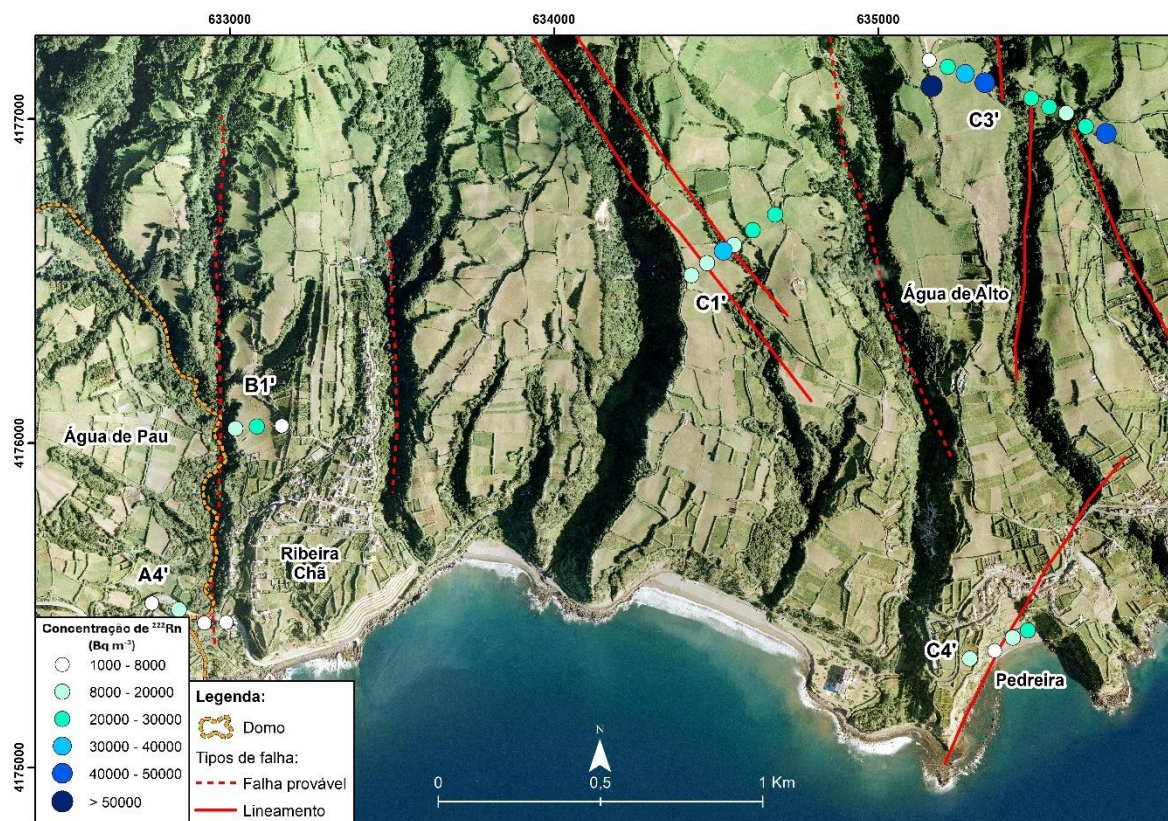 633000
634000
635000
4177000
C3'
C1'
Água de Alto
4176000
B1'
Água de Pau
Ribeira
Chã
A4'
C4'
Pedreira
4175000
Concentração de ²²²Rn
(Bq m⁻³)
1000 - 8000
8000 - 20000
20000 - 30000
30000 - 40000
40000 - 50000
> 50000
Legenda:
Domo
Tipos de falha:
Falha provável
Lineamento
N
0
0,5
1 Km